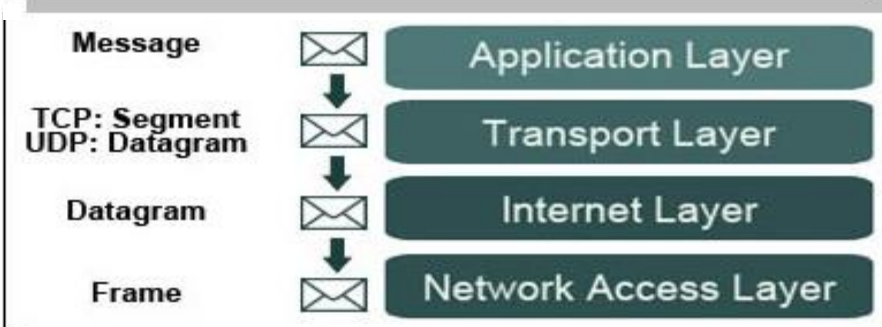 Message
Application Layer
TCP: Segment
UDP: Datagram
Transport Layer
Datagram
Internet Layer
Frame
Network Access Layer